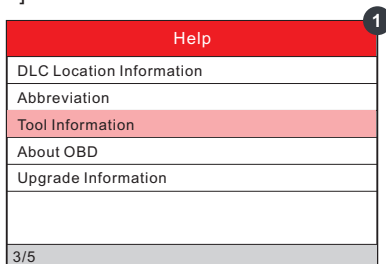 1
Help
DLC Location Information
Abbreviation
Tool Information
About OBD
Upgrade Information
3/5